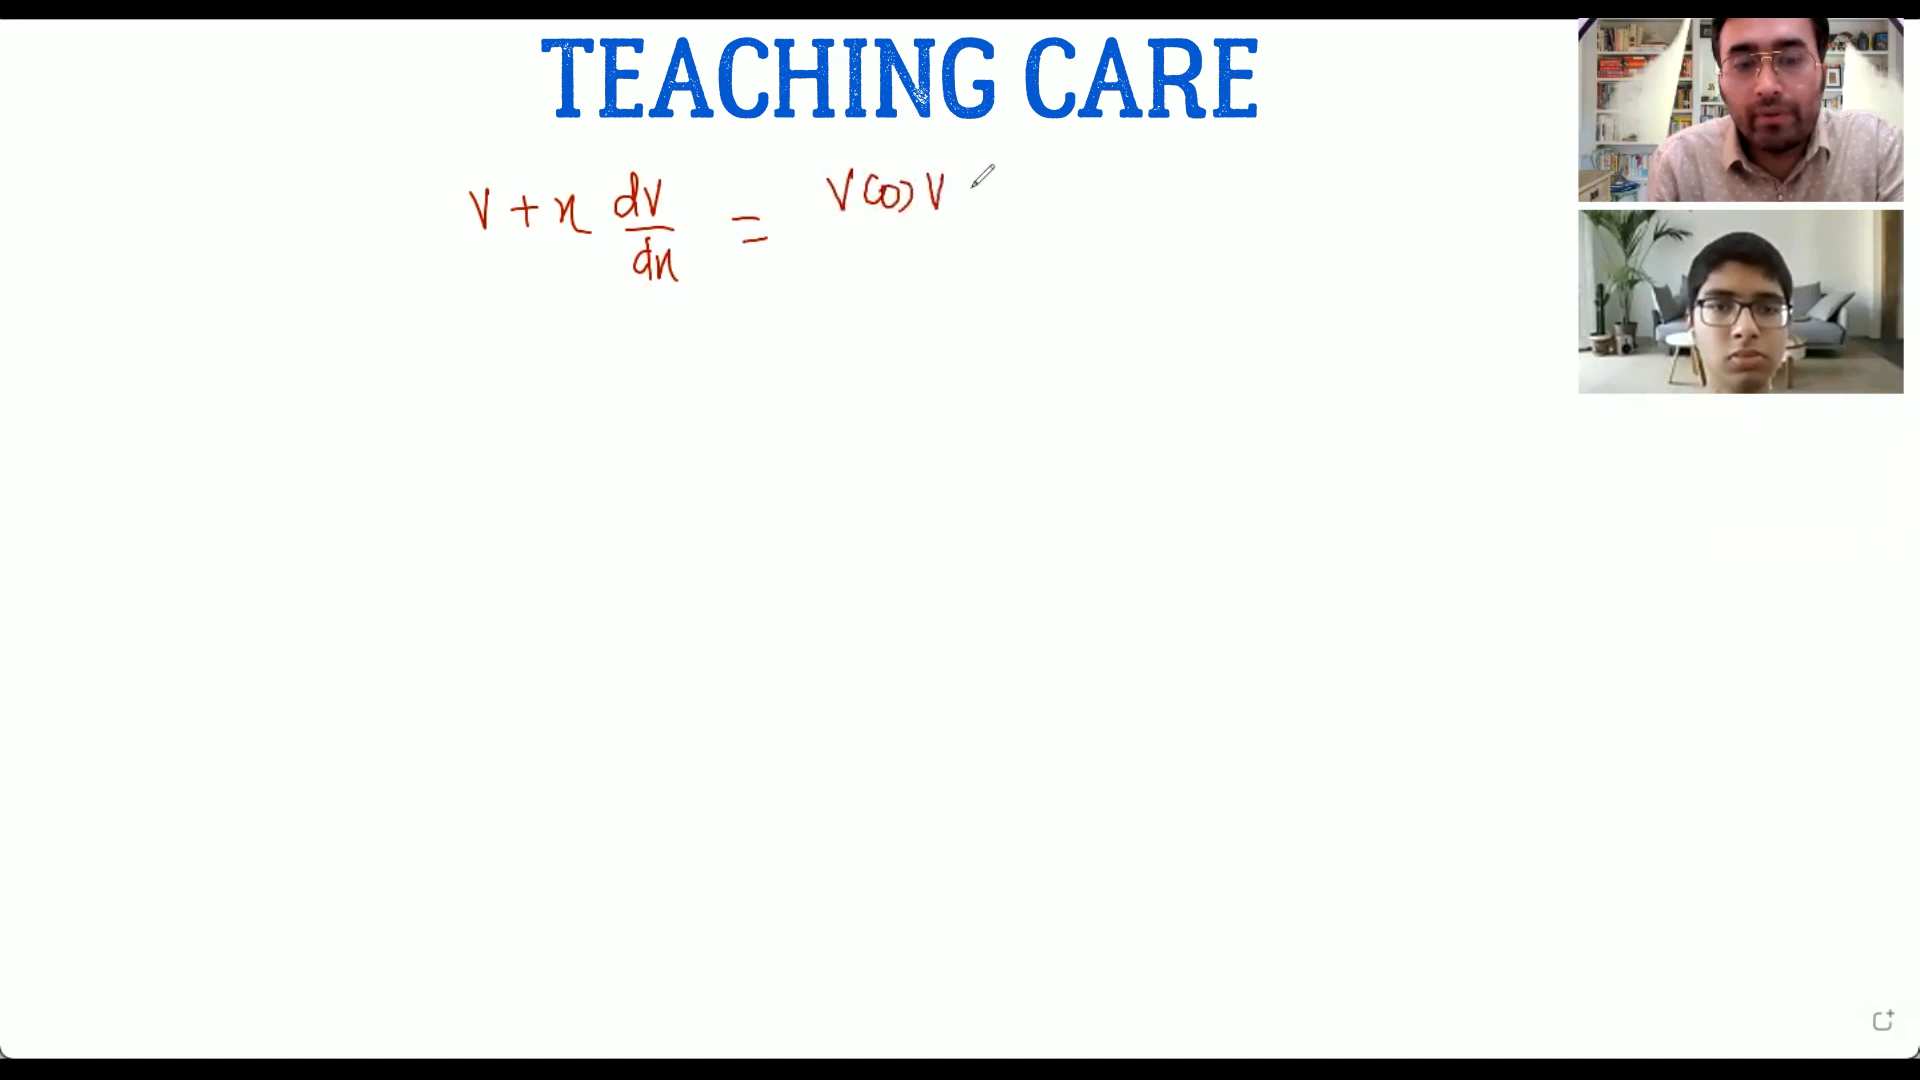 TEACHING CARE
v + x dv/dx = v cos v